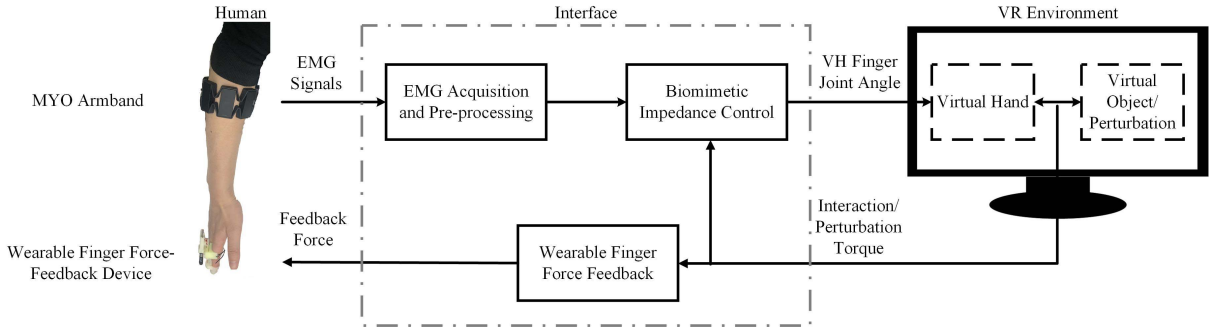 Human
Interface
VR Environment
MYO Armband
EMG
Signals
EMG Acquisition
and Pre-processing
Biomimetic
Impedance Control
VH Finger
Joint Angle
Virtual Hand
Virtual
Object/
Perturbation
Wearable Finger Force-
Feedback Device
Feedback
Force
Wearable Finger
Force Feedback
Interaction/
Perturbation
Torque